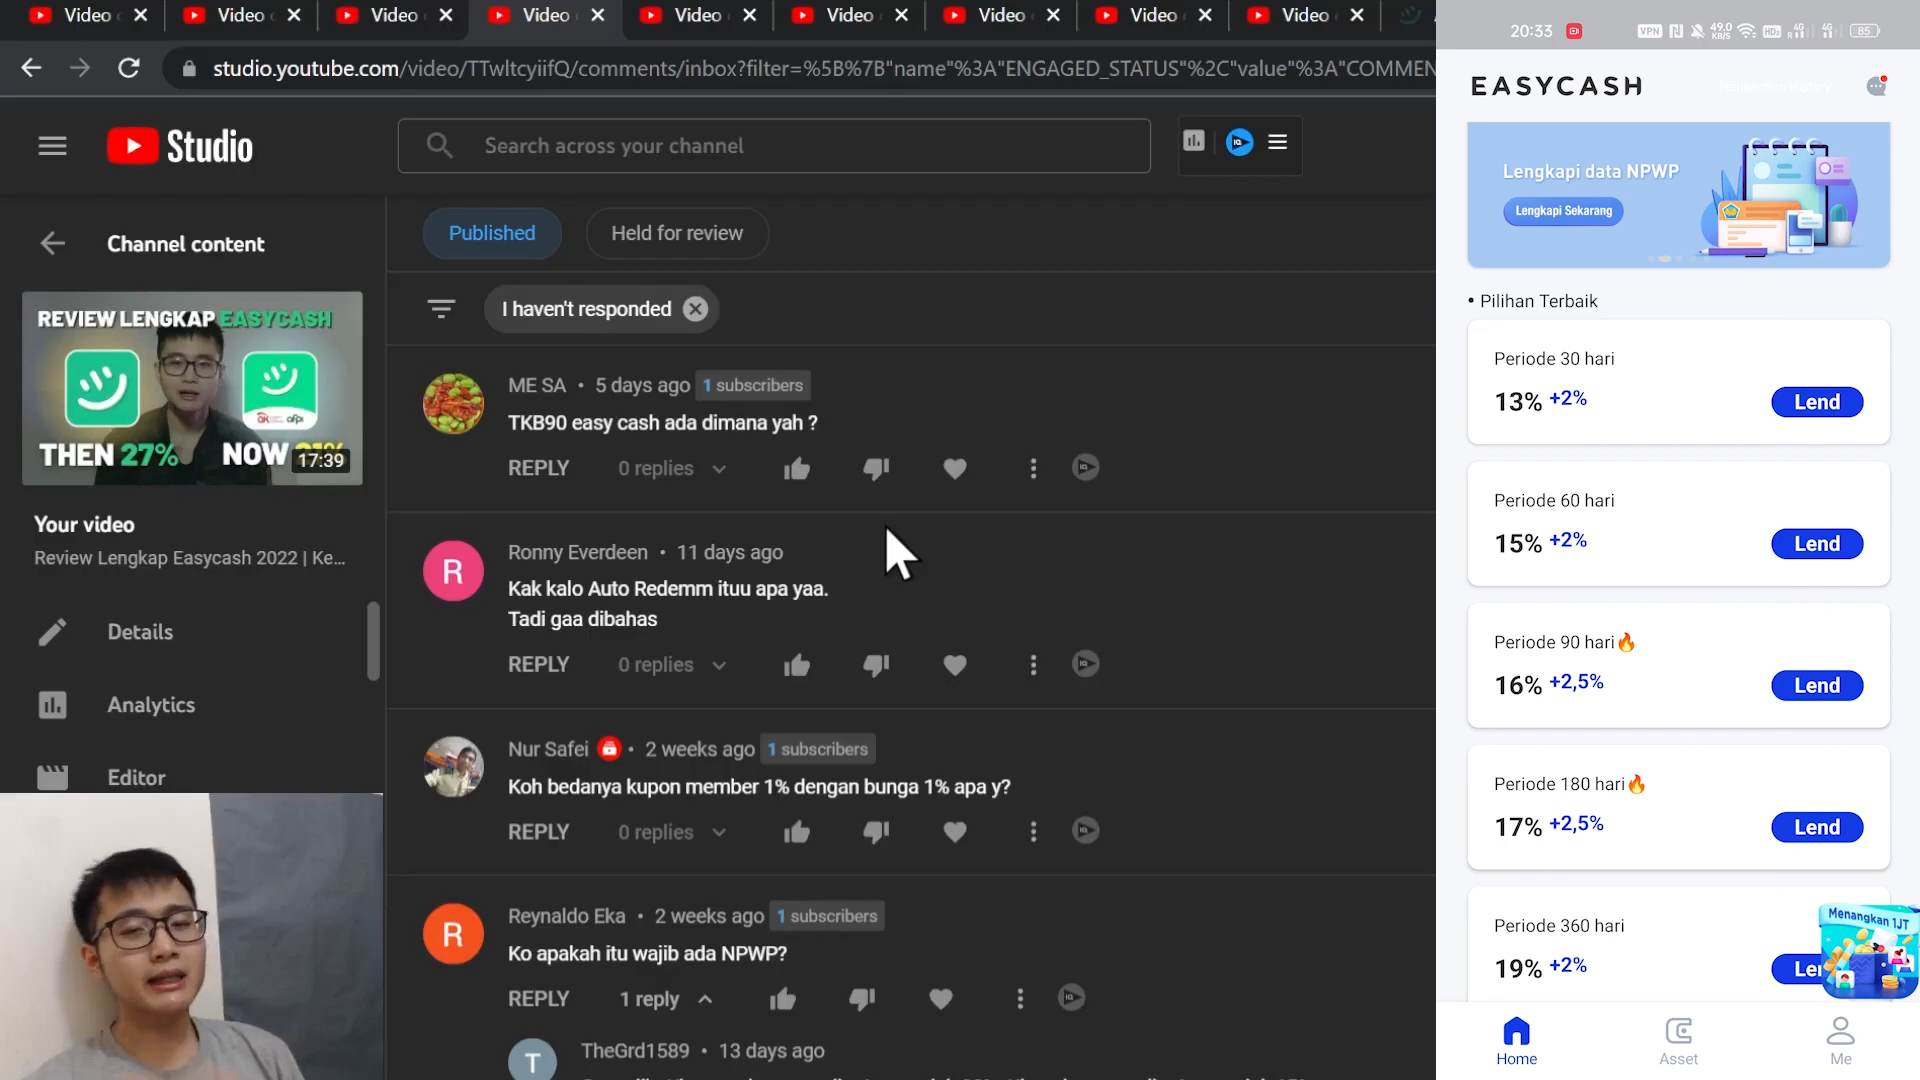 Video
Video
Video
Video
Video
Video
Video
Video
Video
studio.youtube.com/video/TTwltcyiifQ/comments/inbox?filter=%5B%7B"name"%3A"ENGAGED_STATUS"%2C"value"%3A"COMMEN
Studio
Search across your channel
Channel content
REVIEW LENGKAP EASYCASH
THEN 27%
NOW
17:39
Your video
Review Lengkap Easycash 2022 | Ke...
Details
Analytics
Editor
Published
Held for review
I haven't responded
ME SA • 5 days ago 1 subscribers
TKB90 easy cash ada dimana yah ?
REPLY 0 replies
Ronny Everdeen • 11 days ago
R
Kak kalo Auto Redemm ituu apa yaa.
Tadi gaa dibahas
REPLY 0 replies
Nur Safei • 2 weeks ago 1 subscribers
Koh bedanya kupon member 1% dengan bunga 1% apa y?
REPLY 0 replies
Reynaldo Eka • 2 weeks ago 1 subscribers
R
Ko apakah itu wajib ada NPWP?
REPLY 1 reply
TheGrd1589 • 13 days ago
T
20:33
VPN
49.0
KB/S
4G
4G
85
EASYCASH
Transaction History
Lengkapi data NPWP
Lengkapi Sekarang
• Pilihan Terbaik
Periode 30 hari
13% +2%
Lend
Periode 60 hari
15% +2%
Lend
Periode 90 hari
16% +2,5%
Lend
Periode 180 hari
17% +2,5%
Lend
Periode 360 hari
19% +2%
Menangkan 1JT
Home
Asset
Me